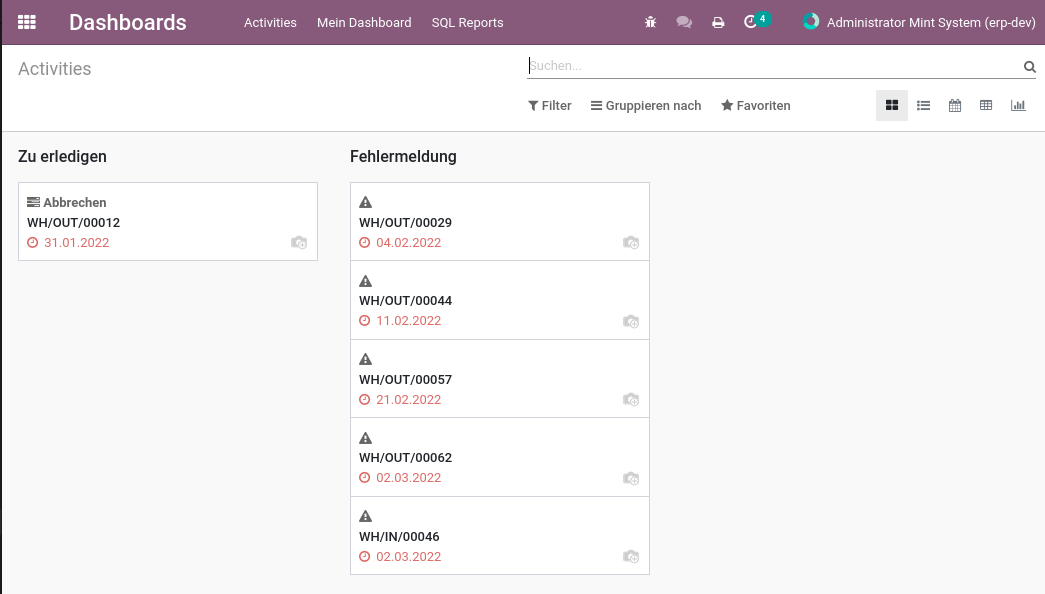 Dashboards
Activities Mein Dashboard SQL Reports
4
Administrator Mint System (erp-dev)
Activities
Suchen...
Filter Gruppieren nach Favoriten
Zu erledigen
Abbrechen
WH/OUT/00012
31.01.2022
Fehlermeldung
WH/OUT/00029
04.02.2022
WH/OUT/00044
11.02.2022
WH/OUT/00057
21.02.2022
WH/OUT/00062
02.03.2022
WH/IN/00046
02.03.2022